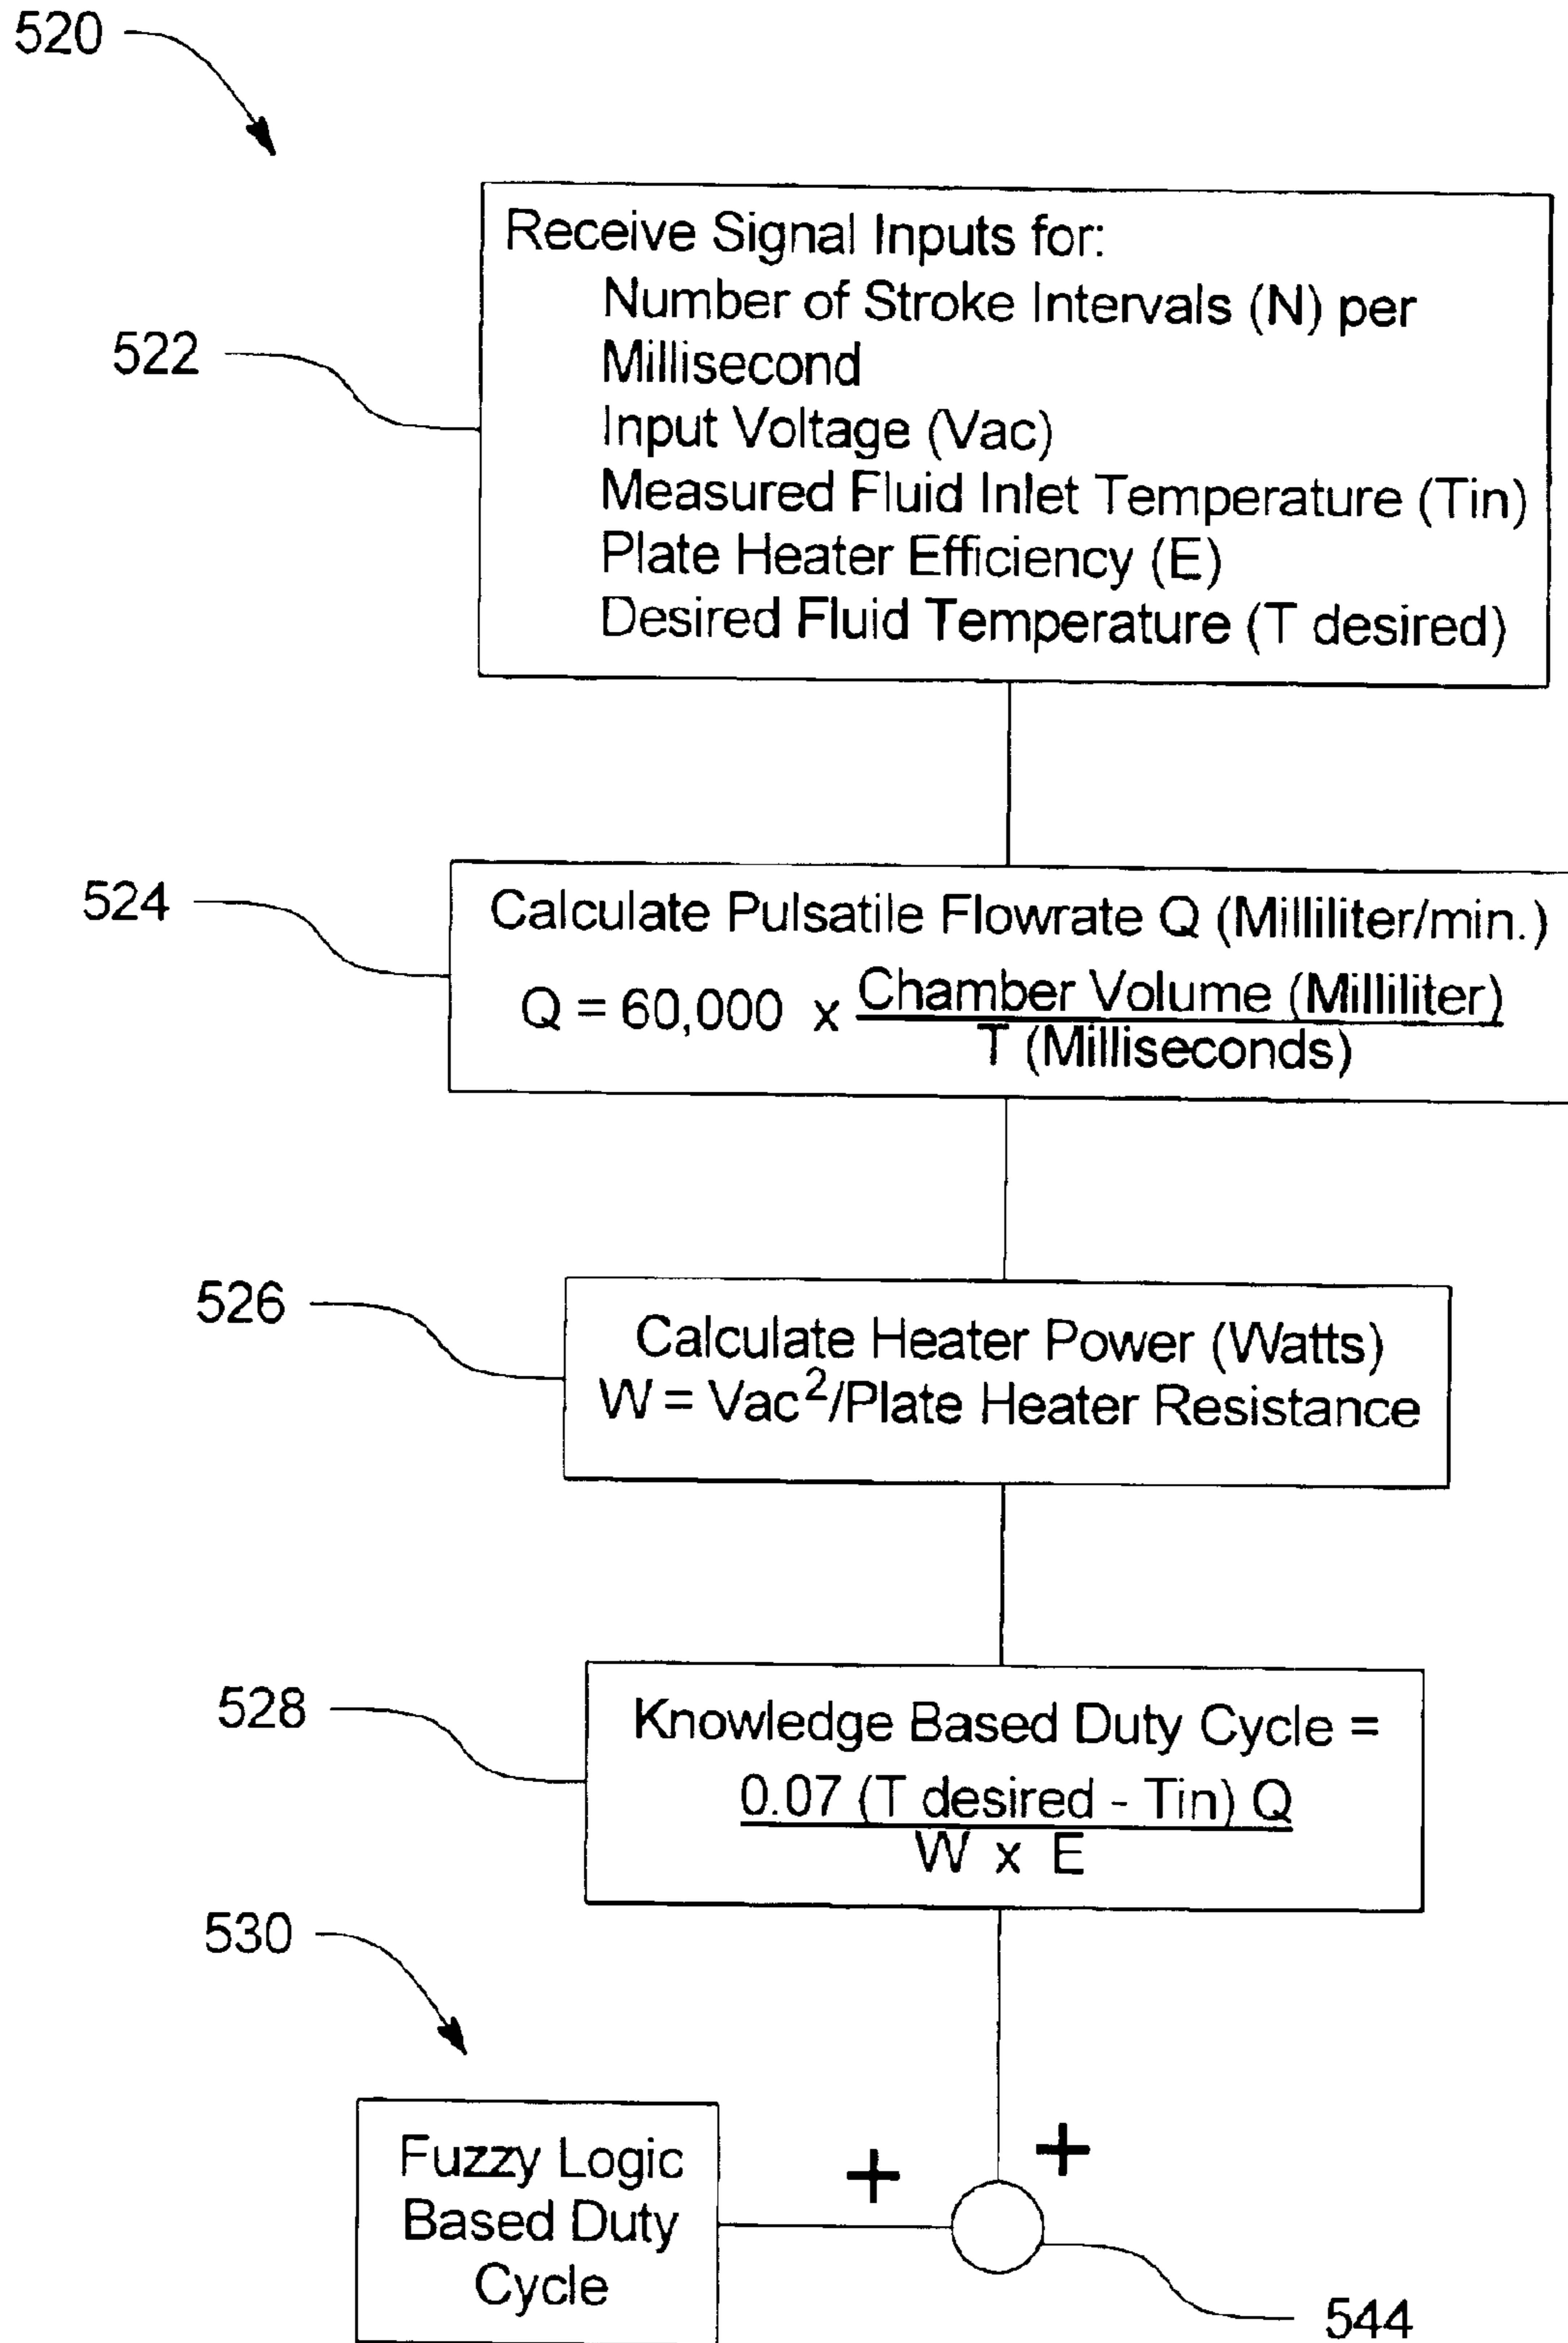 520
Receive Signal Inputs for:
Number of Stroke Intervals (N) per
Millisecond
522
Input Voltage (Vac)
Measured Fluid Inlet Temperature (Tin)
Plate Heater Efficiency (E)
Desired Fluid Temperature (T desired)
524
Calculate Pulsatile Flowrate Q (Milliliter/min.)
Q = 60,000 x Chamber Volume (Milliliter)
T (Milliseconds)
526
Calculate Heater Power (Watts)
W = Vac²/Plate Heater Resistance
528
Knowledge Based Duty Cycle =
0.07 (T desired - Tin) Q
W x E
530
Fuzzy Logic
Based Duty
Cycle
+
+
544